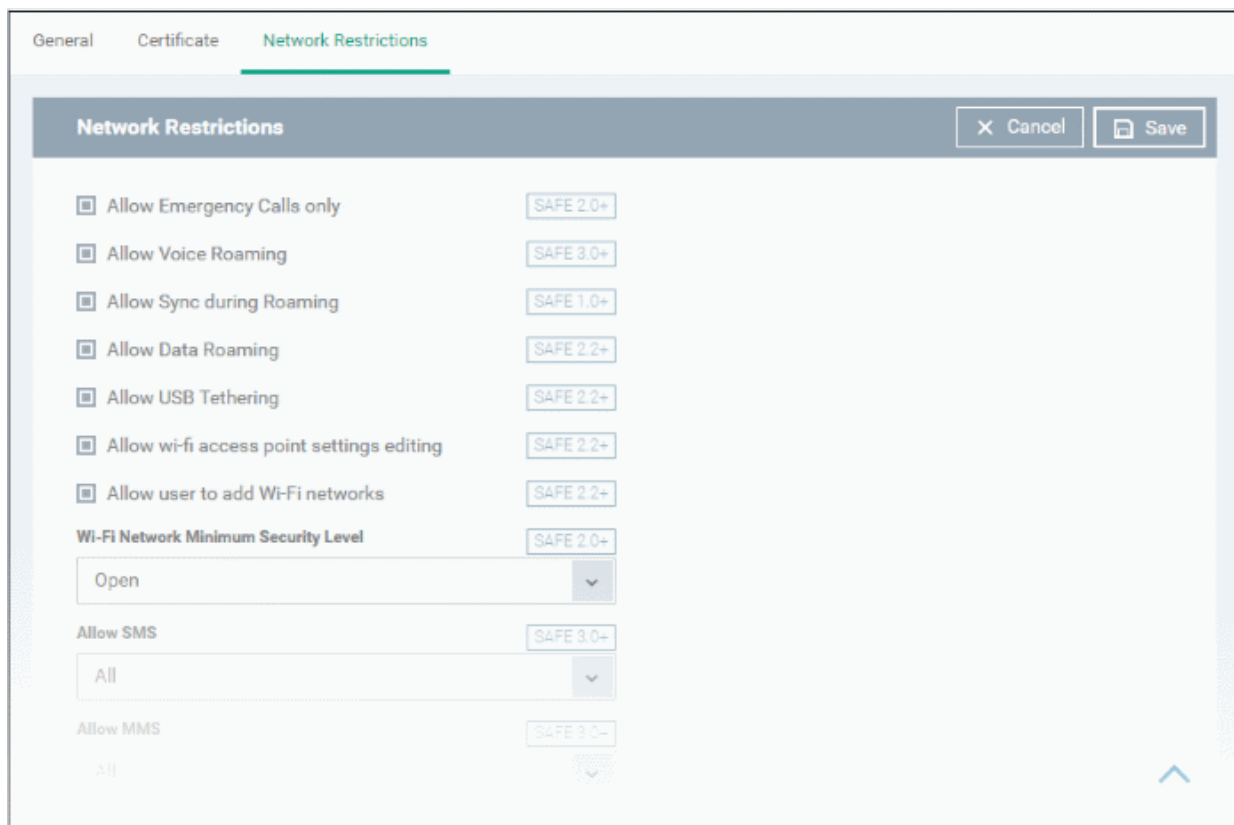 General Certificate Network Restrictions
Network Restrictions Cancel Save
Allow Emergency Calls only SAFE 2.0+
Allow Voice Roaming SAFE 3.0+
Allow Sync during Roaming SAFE 1.0+
Allow Data Roaming SAFE 2.2+
Allow USB Tethering SAFE 2.2+
Allow wi-fi access point settings editing SAFE 2.2+
Allow user to add Wi-Fi networks SAFE 2.2+
Wi-Fi Network Minimum Security Level SAFE 2.0+
Open
Allow SMS SAFE 3.0+
All
Allow MMS SAFE 3.0+
All